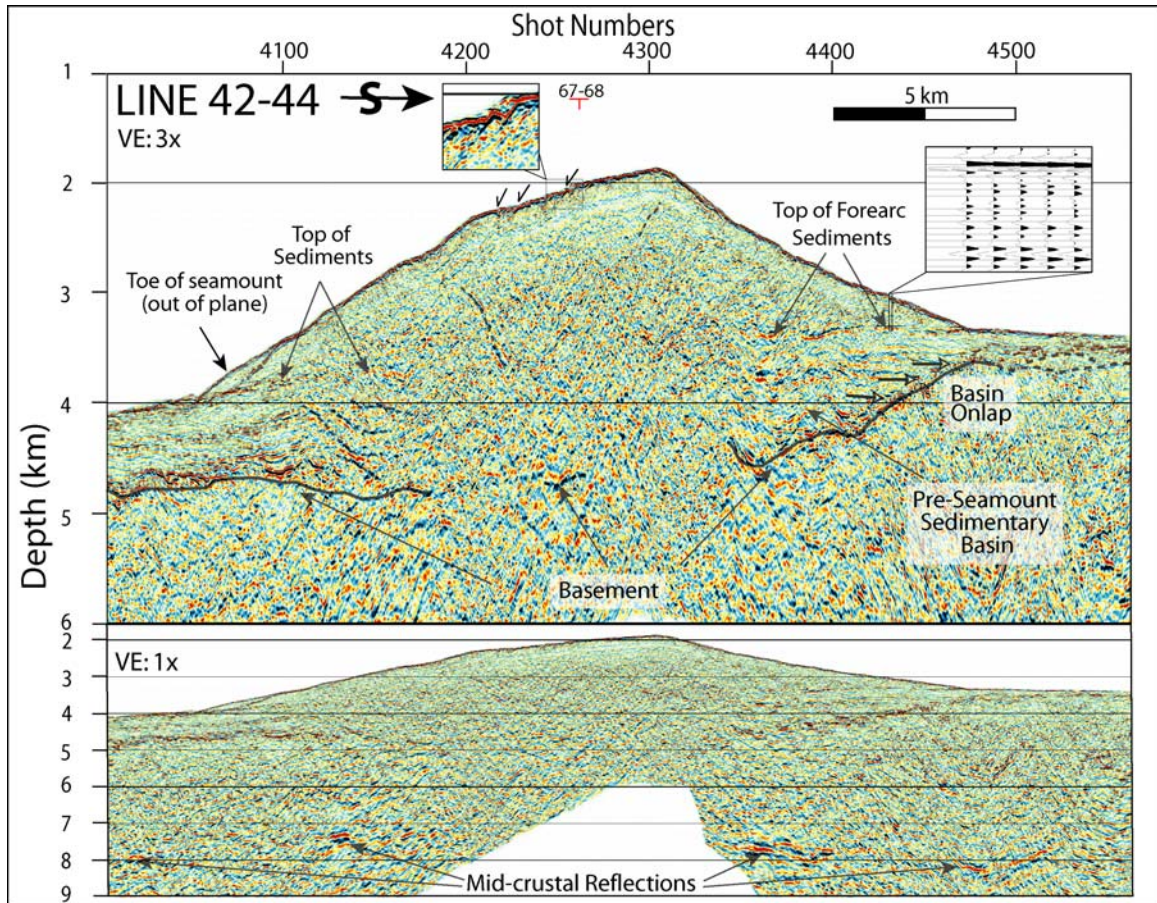 Shot Numbers
4100 4200 4300 4400 4500
1
LINE 42-44 S
VE: 3x
67-68
5 km
2
Top of
Sediments
Top of Forearc
Sediments
Toe of seamount
(out of plane)
3
4
Basin
Onlap
Depth (km)
5
Pre-Seamount
Sedimentary
Basin
Basement
6
2
VE: 1x
3
4
5
6
7
8
Mid-crustal Reflections
9